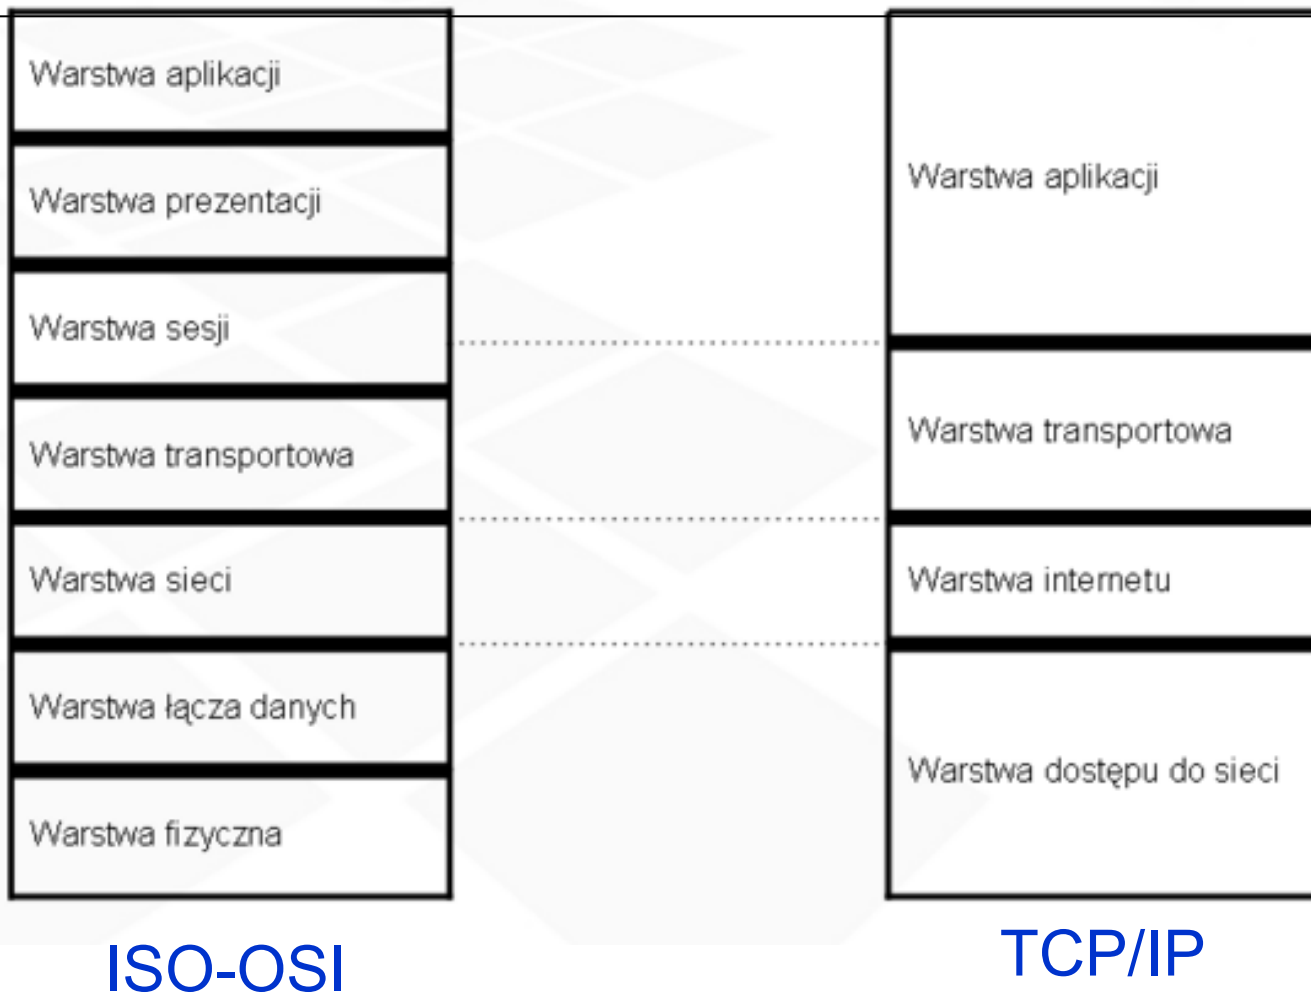 Warstwa aplikacji
Warstwa prezentacji
Warstwa sesji
Warstwa transportowa
Warstwa sieci
Warstwa łącza danych
Warstwa fizyczna
ISO-OSI
Warstwa aplikacji
Warstwa transportowa
Warstwa internetu
Warstwa dostępu do sieci
TCP/IP